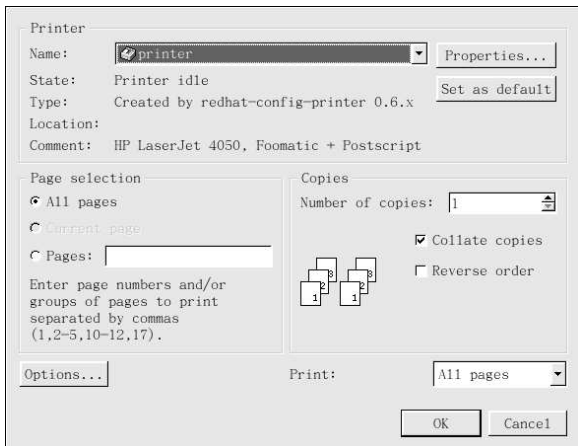 Printer
Name: printer Properties...
State: Printer idle
Set as default
Type: Created by redhat-config-printer 0.6.x
Location:
Comment: HP LaserJet 4050, Foomatic + Postscript
Page selection
All pages
Current page
Pages:
Enter page numbers and/or
groups of pages to print
separated by commas
(1,2-5,10-12,17).
Copies
Number of copies: 1
Collate copies
Reverse order
3 3
2 2
1 1
Options...
Print: All pages
OK Cancel